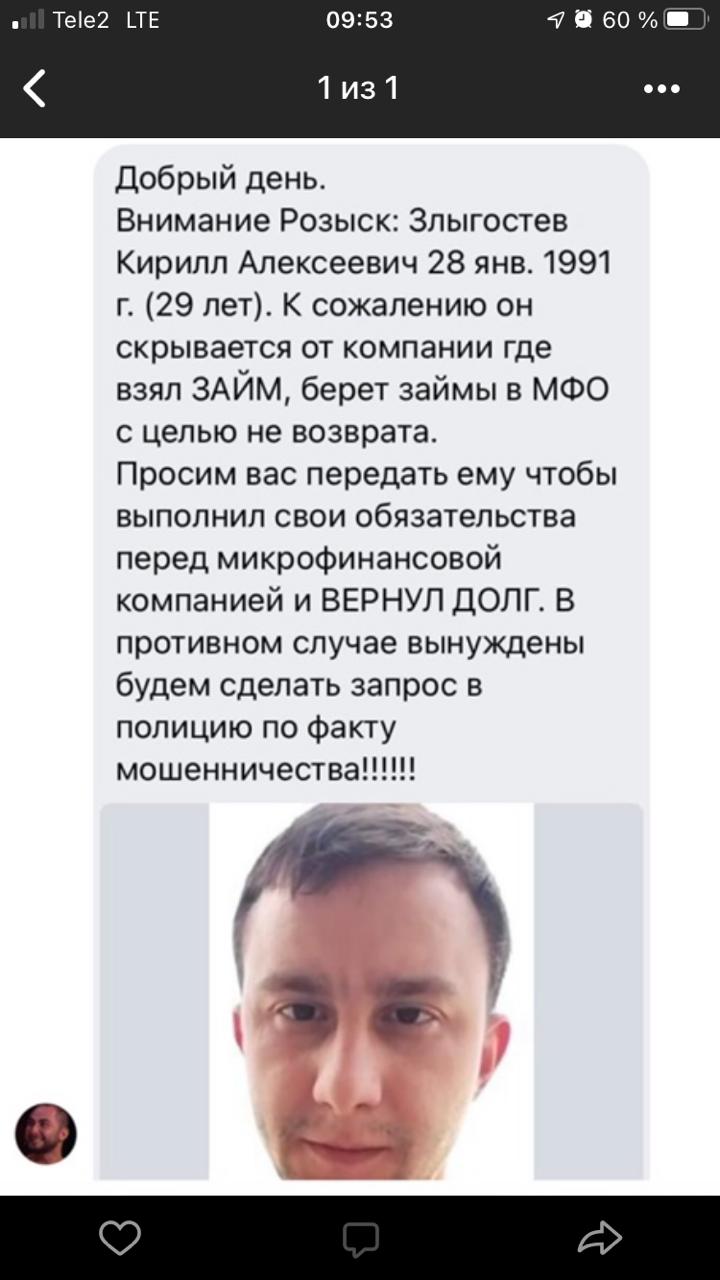 Tele2 LTE 09:53 60 %
1 из 1
Добрый день.
Внимание Розыск: Злыгостев
Кирилл Алексеевич 28 янв. 1991
г. (29 лет). К сожалению он
скрывается от компании где
взял ЗАЙМ, берет займы в МФО
с целью не возврата.
Просим вас передать ему чтобы
выполнил свои обязательства
перед микрофинансовой
компанией и ВЕРНУЛ ДОЛГ. В
противном случае вынуждены
будем сделать запрос в
полицию по факту
мошенничества!!!!!!